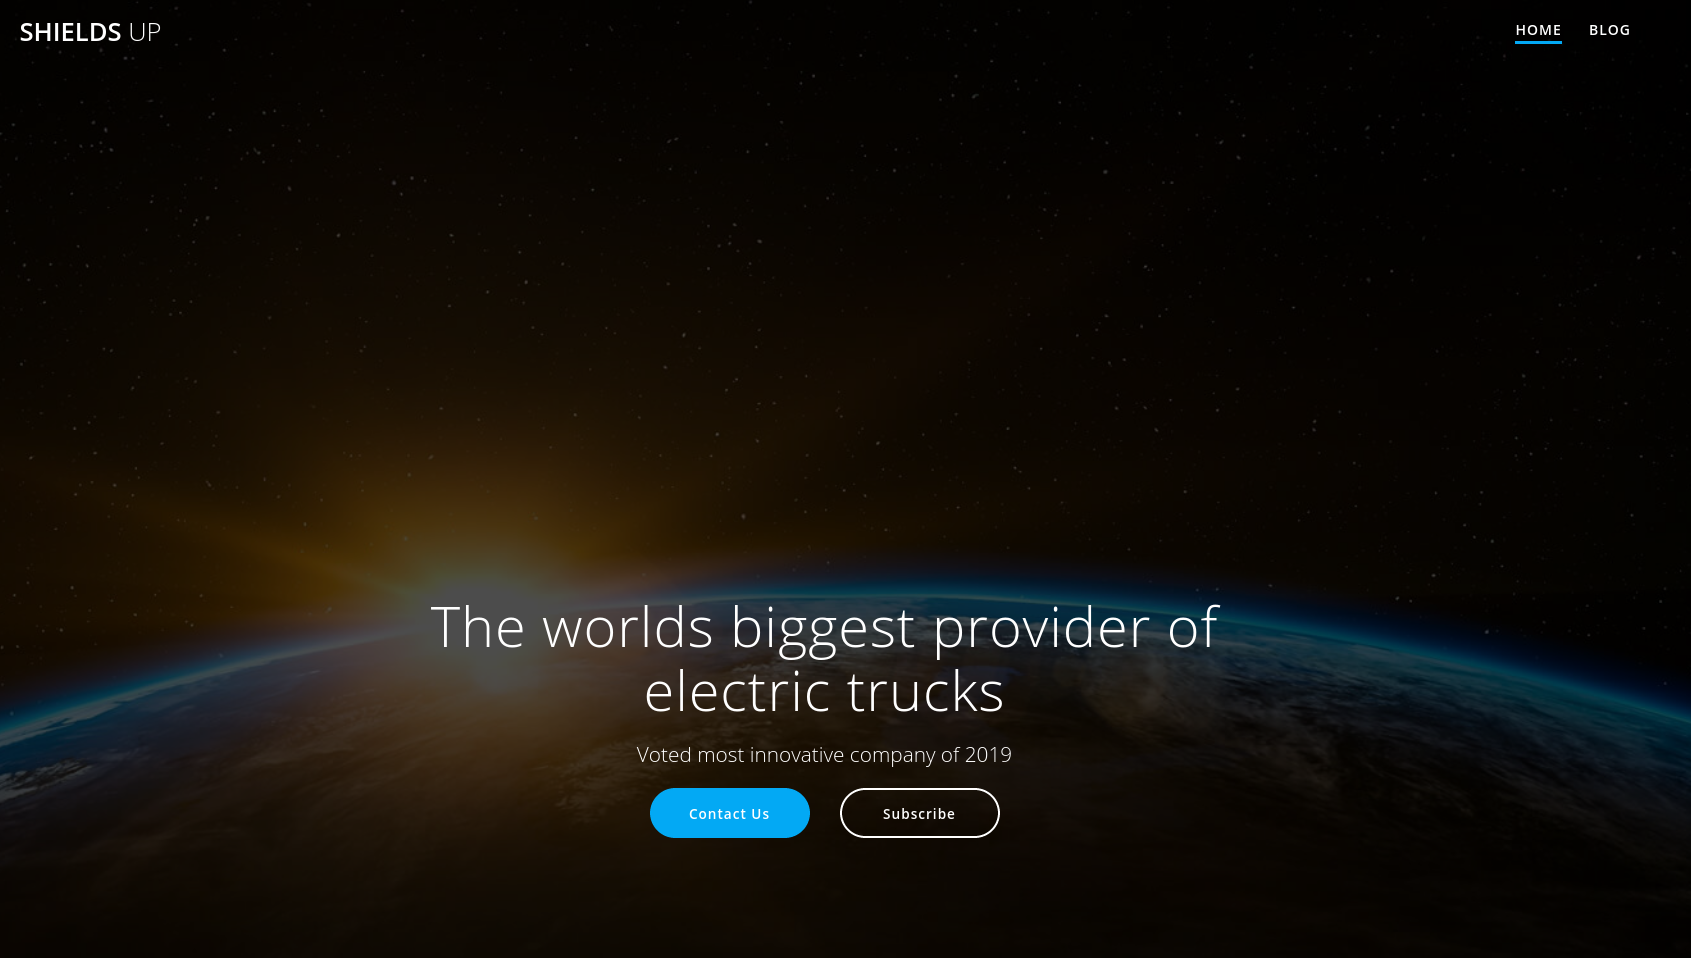 SHIELDS UP
HOME BLOG
The worlds biggest provider of
electric trucks
Voted most innovative company of 2019
Contact Us Subscribe